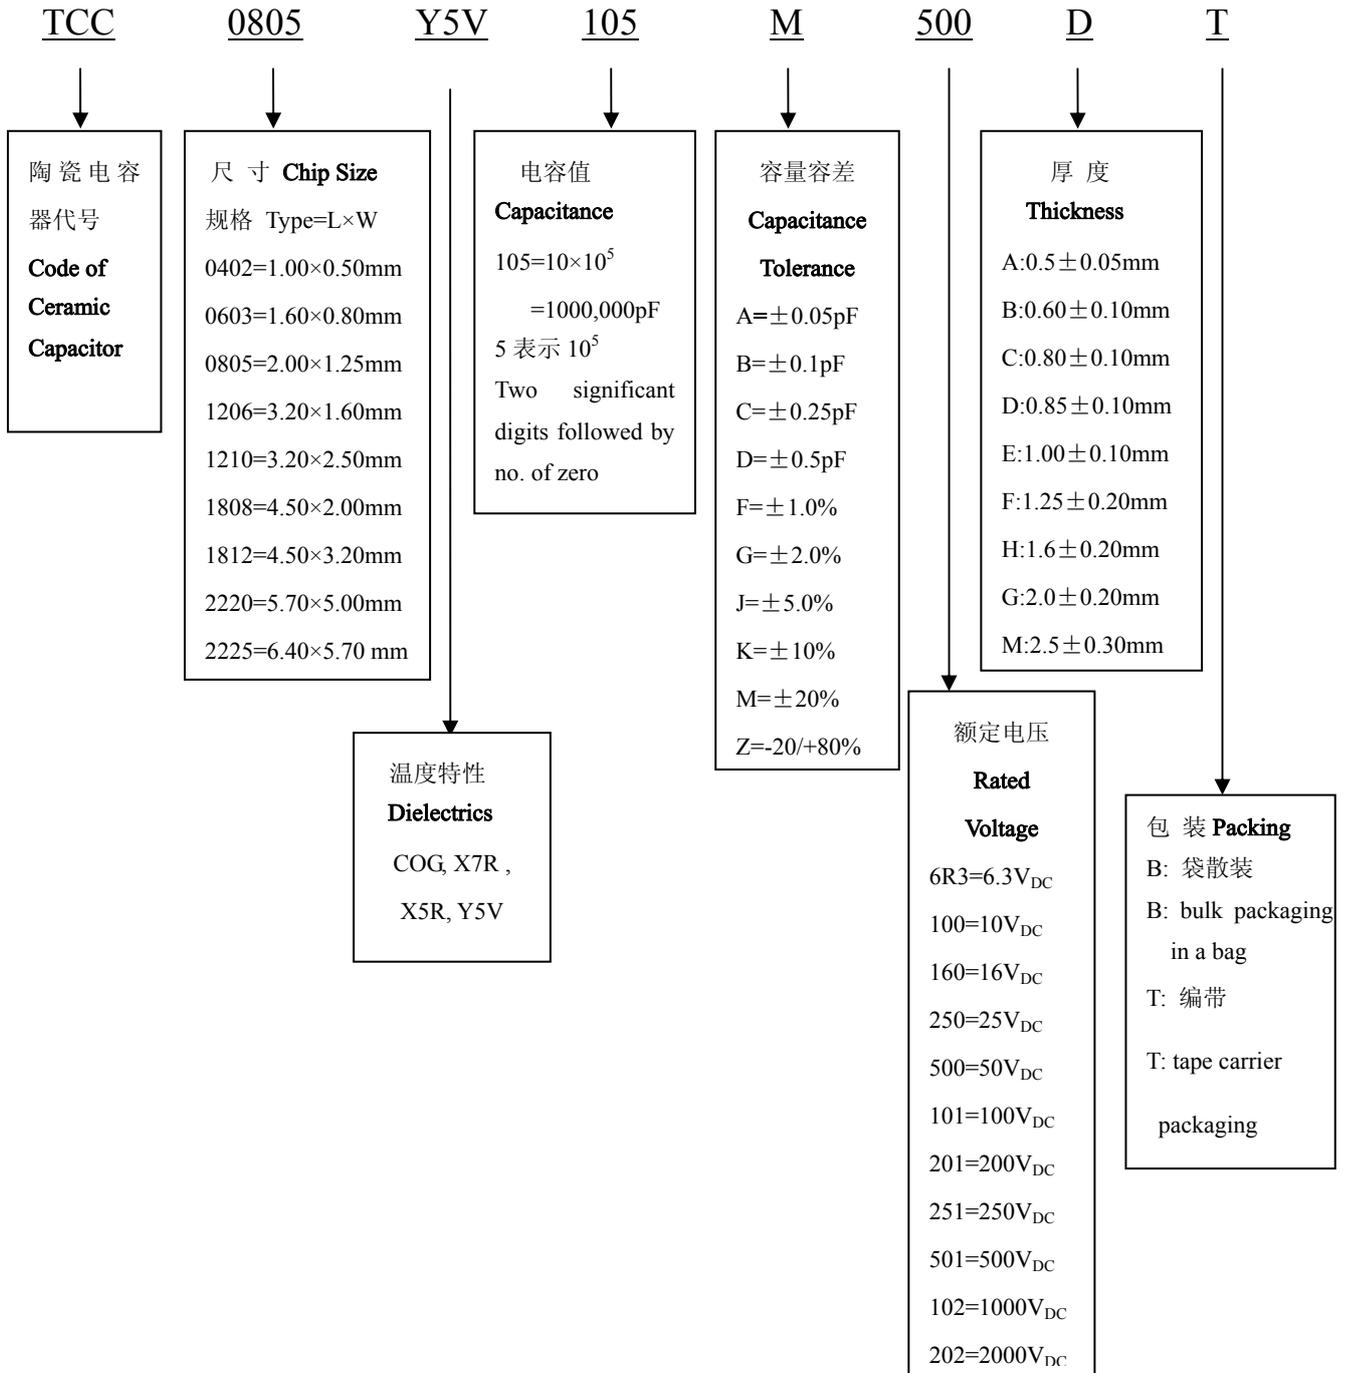 TCC 0805 Y5V 105 M 500 D T
陶瓷电容
器代号
Code of
Ceramic
Capacitor
尺 寸 Chip Size
规格 Type=L×W
0402=1.00×0.50mm
0603=1.60×0.80mm
0805=2.00×1.25mm
1206=3.20×1.60mm
1210=3.20×2.50mm
1808=4.50×2.00mm
1812=4.50×3.20mm
2220=5.70×5.00mm
2225=6.40×5.70 mm
温度特性
Dielectrics
COG, X7R ,
X5R, Y5V
电容值
Capacitance
105=10×10⁵
=1000,000pF
5 表示 10⁵
Two significant
digits followed by
no. of zero
容量容差
Capacitance
Tolerance
A=±0.05pF
B=±0.1pF
C=±0.25pF
D=±0.5pF
F=±1.0%
G=±2.0%
J=±5.0%
K=±10%
M=±20%
Z=-20/+80%
额定电压
Rated
Voltage
6R3=6.3V_DC
100=10V_DC
160=16V_DC
250=25V_DC
500=50V_DC
101=100V_DC
201=200V_DC
251=250V_DC
501=500V_DC
102=1000V_DC
202=2000V_DC
厚 度
Thickness
A:0.5±0.05mm
B:0.60±0.10mm
C:0.80±0.10mm
D:0.85±0.10mm
E:1.00±0.10mm
F:1.25±0.20mm
H:1.6±0.20mm
G:2.0±0.20mm
M:2.5±0.30mm
包 装 Packing
B: 袋散装
B: bulk packaging
in a bag
T: 编带
T: tape carrier
packaging